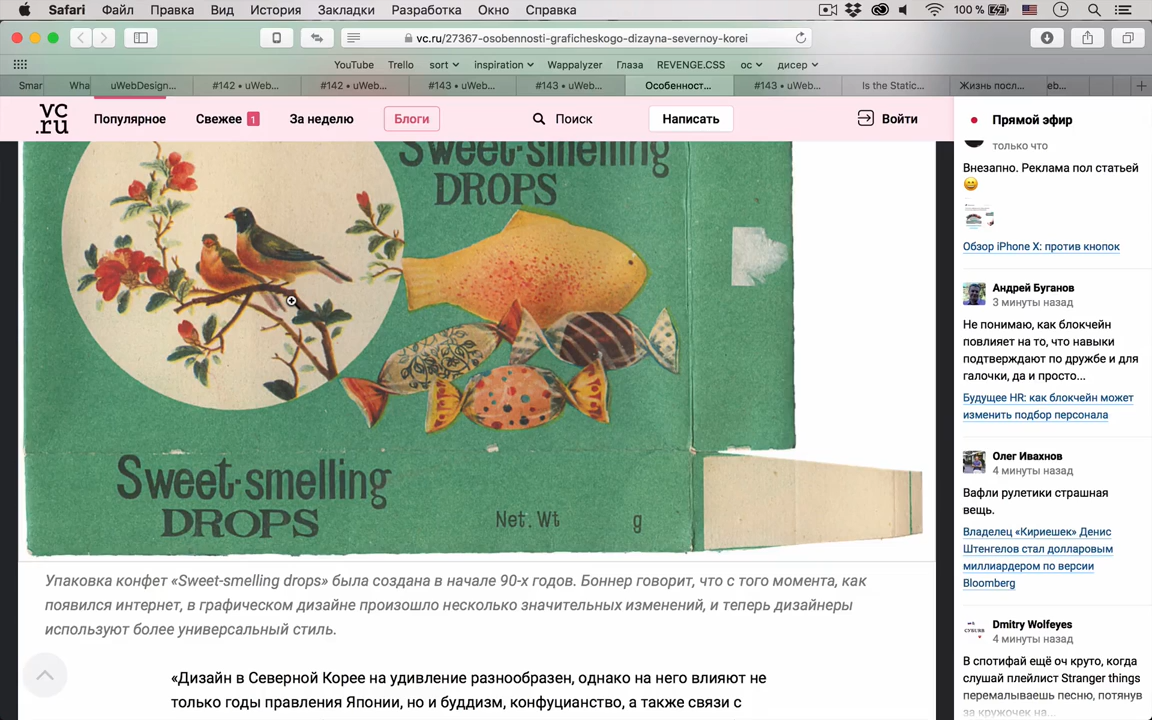 Safari Файл Правка Вид История Закладки Разработка Окно Справка 100 %
vc.ru/27367-osobennosti-graficheskogo-dizayna-severnoy-korei
YouTube Trello sort inspiration Wappalyzer Глаза REVENGE.CSS ос дисер
Smar Wha uWebDesign... #142 • uWeb... #142 • uWeb... #143 • uWeb... #143 • uWeb... Особенност... #143 • uWeb... Is the Static... Жизнь посл... eb...
vc.ru Популярное Свежее 1 За неделю Блоги Поиск Написать Войти
Sweet-smelling
DROPS
Sweet-smelling
DROPS
Net. Wt g
Упаковка конфет «Sweet-smelling drops» была создана в начале 90-х годов. Боннер говорит, что с того момента, как
появился интернет, в графическом дизайне произошло несколько значительных изменений, и теперь дизайнеры
используют более универсальный стиль.
«Дизайн в Северной Корее на удивление разнообразен, однако на него влияют не
только годы правления Японии, но и буддизм, конфуцианство, а также связи с
Прямой эфир
только что
Внезапно. Реклама пол статьей
Обзор iPhone X: против кнопок
Андрей Буганов
3 минуты назад
Не понимаю, как блокчейн
повлияет на то, что навыки
подтверждают по дружбе и для
галочки, да и просто...
Будущее HR: как блокчейн может
изменить подбор персонала
Олег Ивахнов
4 минуты назад
Вафли рулетики страшная
вещь.
Владелец «Кириешек» Денис
Штенгелов стал долларовым
миллиардером по версии
Bloomberg
Dmitry Wolfeyes
4 минуты назад
В спотифай ещё оч круто, когда
слушай плейлист Stranger things
перемалываешь песню, потянув
за кружочек на...